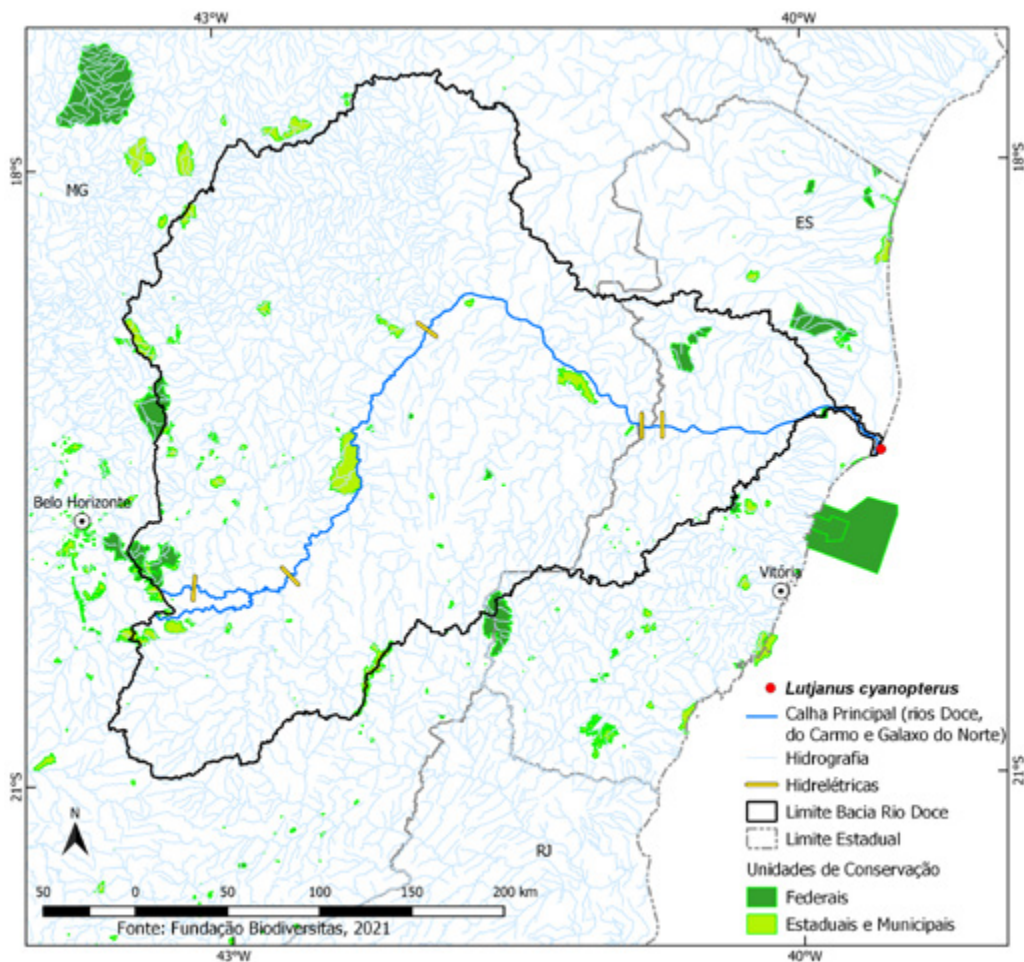 43°W
40°W
18°S
18°S
MG
ES
Belo Horizonte
Vitória
Lutjanus cyanopterus
Calha Principal (rios Doce,
do Carmo e Galaxo do Norte)
Hidrografia
Hidrelétricas
Limite Bacia Rio Doce
Limite Estadual
Unidades de Conservação
Federais
Estaduais e Municipais
21°S
21°S
N
RJ
50 0 50 100 150 200 km
Fonte: Fundação Biodiversitas, 2021
43°W
40°W